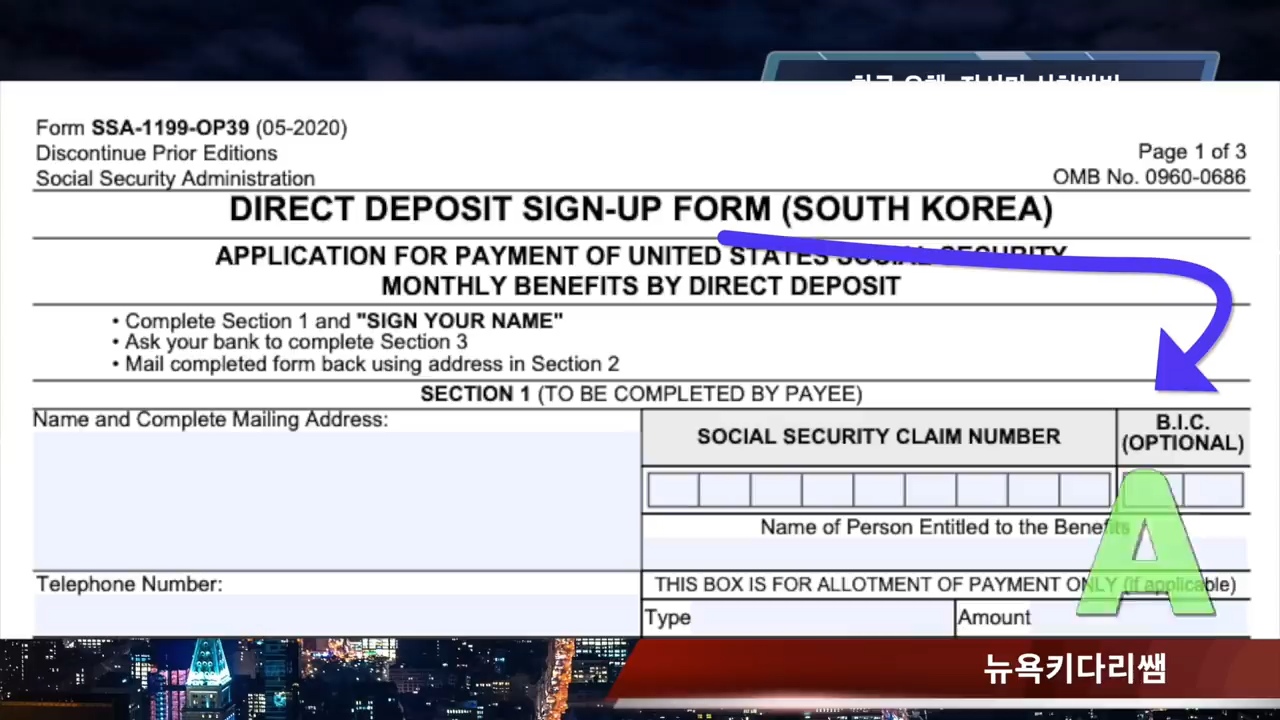 Form SSA-1199-OP39 (05-2020)
Discontinue Prior Editions
Social Security Administration
Page 1 of 3
OMB No. 0960-0686
DIRECT DEPOSIT SIGN-UP FORM (SOUTH KOREA)
APPLICATION FOR PAYMENT OF UNITED STATES SOCIAL SECURITY
MONTHLY BENEFITS BY DIRECT DEPOSIT
• Complete Section 1 and "SIGN YOUR NAME"
• Ask your bank to complete Section 3
• Mail completed form back using address in Section 2
SECTION 1 (TO BE COMPLETED BY PAYEE)
Name and Complete Mailing Address:
SOCIAL SECURITY CLAIM NUMBER
B.I.C.
(OPTIONAL)
A
Name of Person Entitled to the Benefits
Telephone Number:
THIS BOX IS FOR ALLOTMENT OF PAYMENT ONLY (if applicable)
Type
Amount
뉴욕키다리쌤